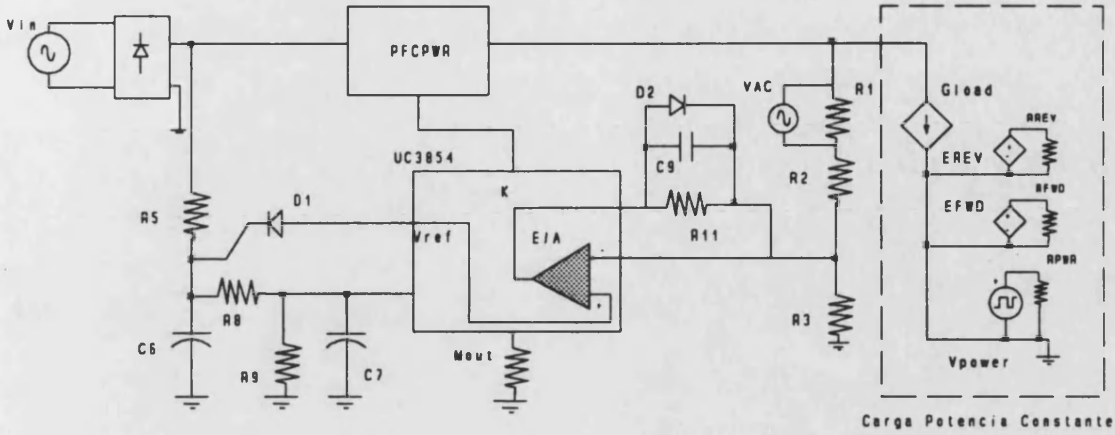 Vin
PFCPWR
VAC
R1
Gload
RREV
EREV
RFWD
EFWD
RPWR
Vpower
D2
C9
R2
R11
R3
UC3854
K
E/A
Vref
D1
R5
R8
C6
R9
C7
Mout
Carga Potencia Constante